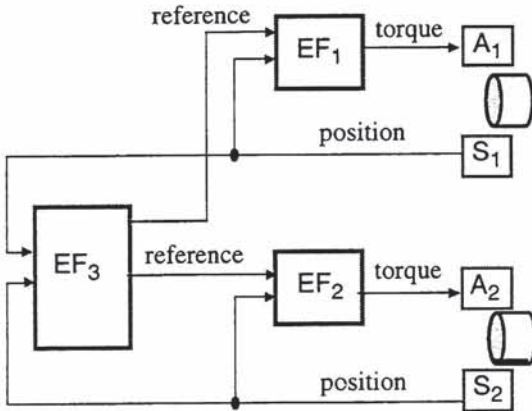 reference
EF₁
torque
A₁
position
S₁
EF₃
reference
EF₂
torque
A₂
position
S₂